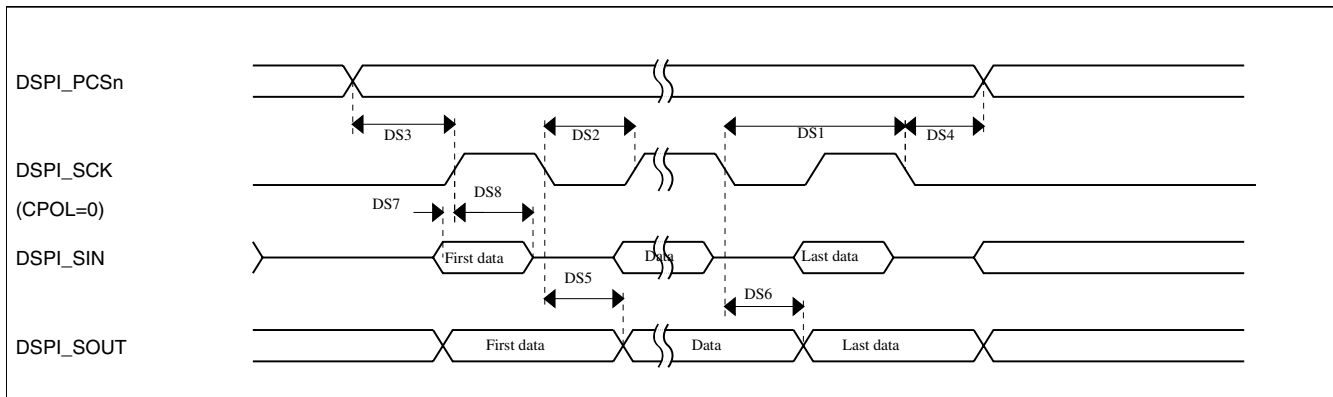 DSPI_PCSn
DS3
DS2
DS1
DS4
DSPI_SCK
(CPOL=0)
DS7
DS8
DSPI_SIN
First data
Data
Last data
DS5
DS6
DSPI_SOUT
First data
Data
Last data